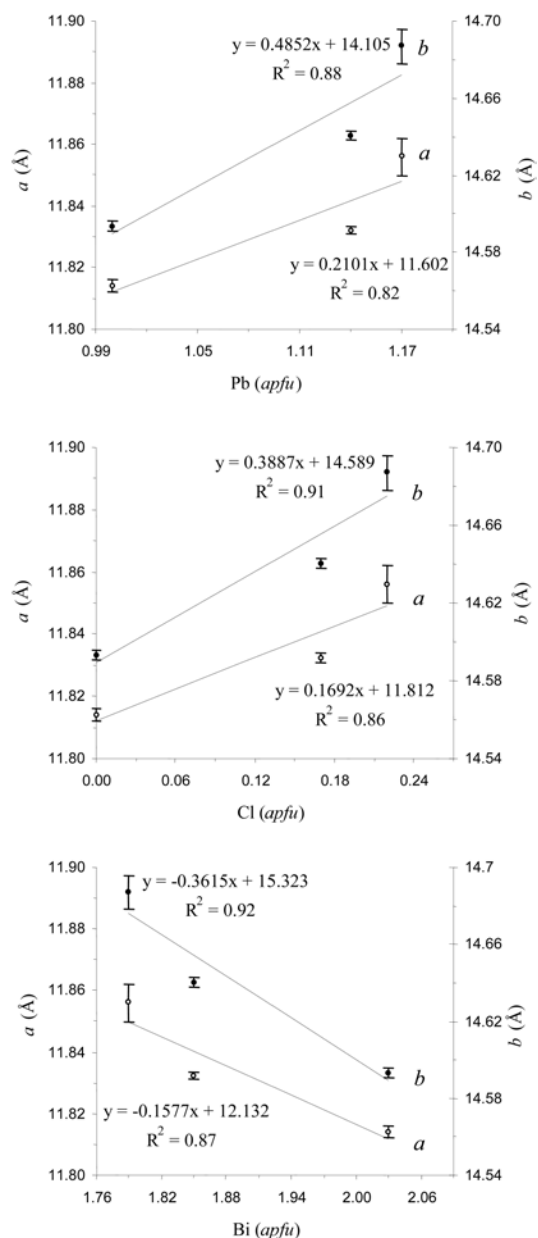 11.90
14.70
y = 0.4852x + 14.105
b
R² = 0.88
11.88
14.66
11.86
a
a (Å)
b (Å)
14.62
11.84
14.58
y = 0.2101x + 11.602
11.82
R² = 0.82
11.80
14.54
0.99
1.05
1.11
1.17
Pb (apfu)
11.90
14.70
y = 0.3887x + 14.589
R² = 0.91
b
11.88
14.66
11.86
a
a (Å)
b (Å)
14.62
11.84
14.58
y = 0.1692x + 11.812
11.82
R² = 0.86
11.80
14.54
0.00
0.06
0.12
0.18
0.24
Cl (apfu)
11.90
14.7
y = -0.3615x + 15.323
R² = 0.92
11.88
14.66
11.86
a (Å)
b (Å)
14.62
11.84
b
14.58
y = -0.1577x + 12.132
a
11.82
R² = 0.87
11.80
14.54
1.76
1.82
1.88
1.94
2.00
2.06
Bi (apfu)